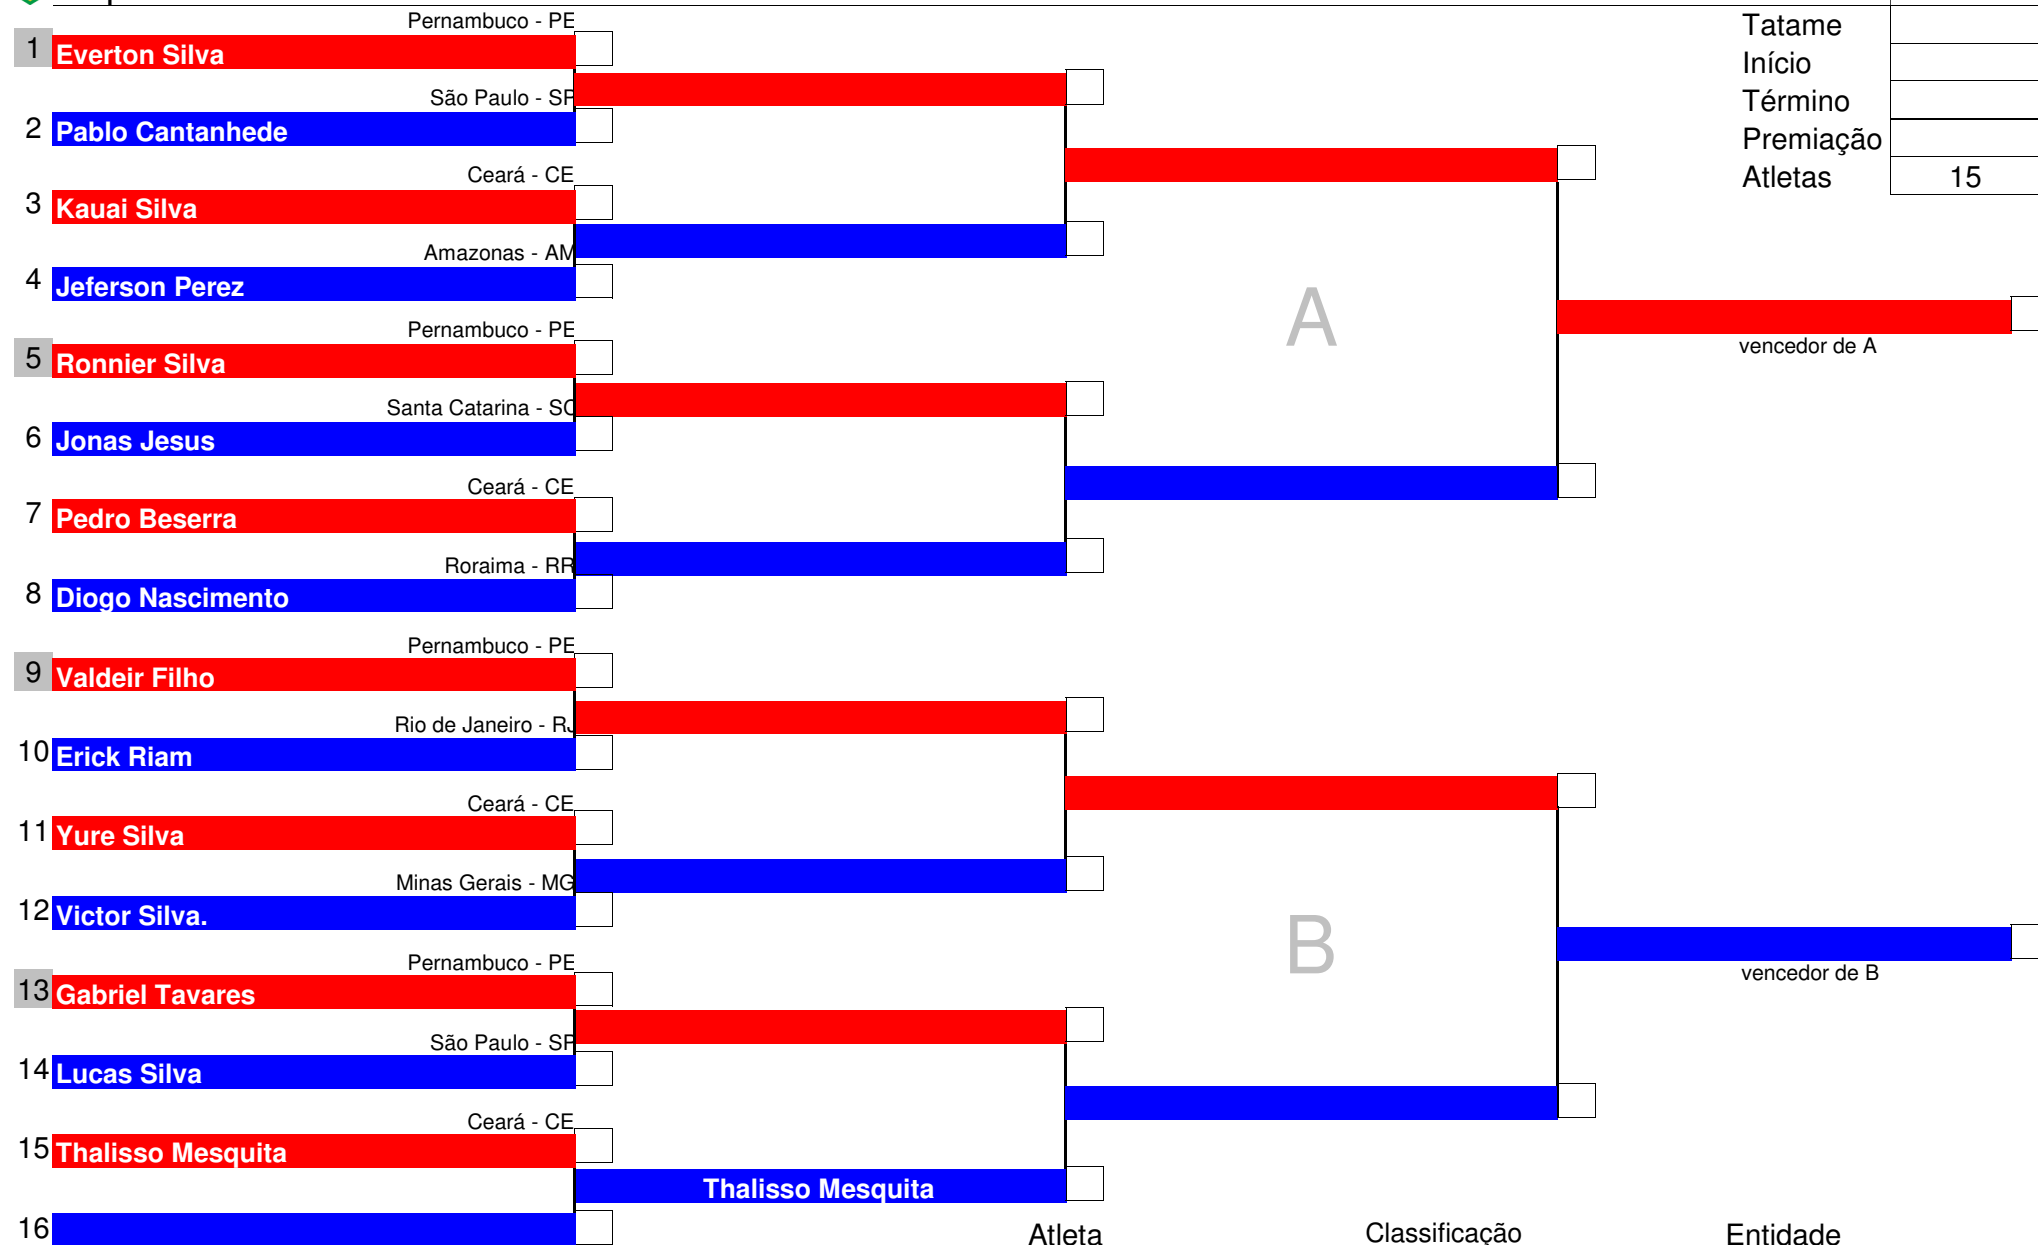 Pernambuco - PE
1 Everton Silva
São Paulo - SP
2 Pablo Cantanhede
Ceará - CE
3 Kauai Silva
Amazonas - AM
4 Jeferson Perez
Pernambuco - PE
5 Ronnier Silva
Santa Catarina - SC
6 Jonas Jesus
Ceará - CE
7 Pedro Beserra
Roraima - RR
8 Diogo Nascimento
Pernambuco - PE
9 Valdeir Filho
Rio de Janeiro - RJ
10 Erick Riam
Ceará - CE
11 Yure Silva
Minas Gerais - MG
12 Victor Silva.
Pernambuco - PE
13 Gabriel Tavares
São Paulo - SP
14 Lucas Silva
Ceará - CE
15 Thalisso Mesquita
16
Thalisso Mesquita
A
B
Tatame
Início
Término
Premiação
Atletas 15
vencedor de A
vencedor de B
Atleta Classificação Entidade